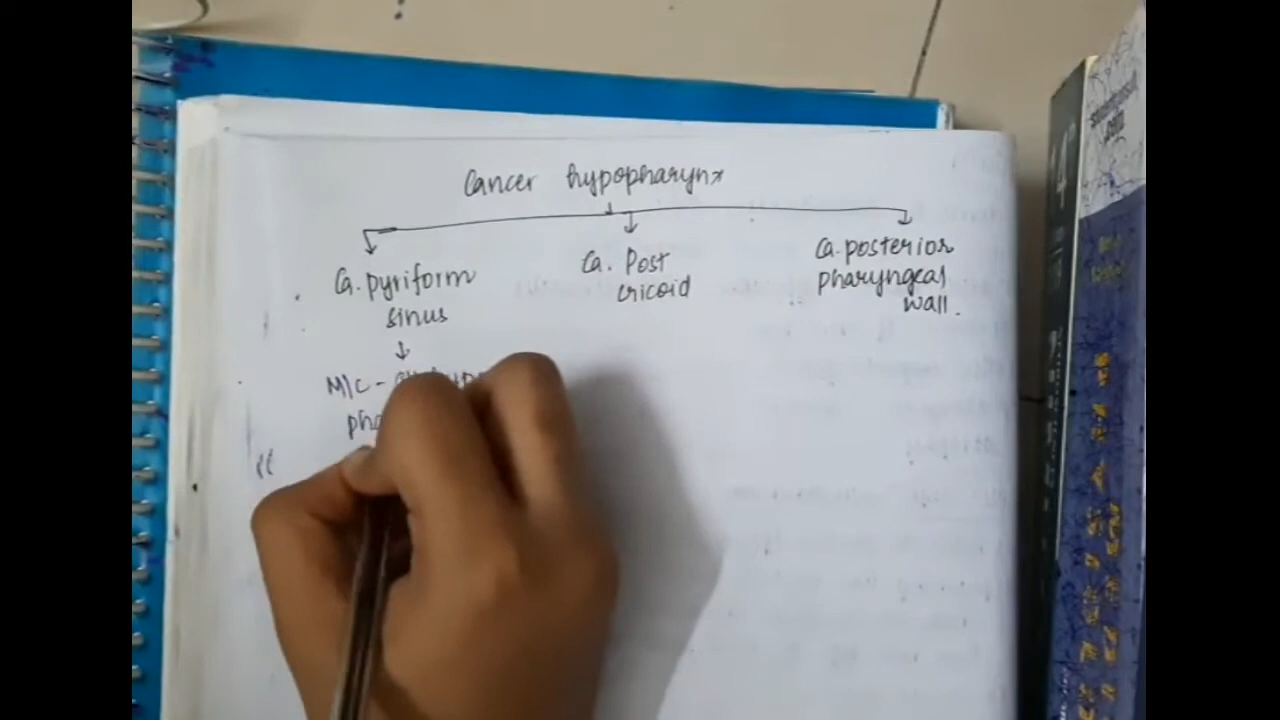 Cancer hypopharynx
Ca. pyriform
sinus
Ca. Post
cricoid
Ca. posterior
pharyngeal
wall.
M/C -